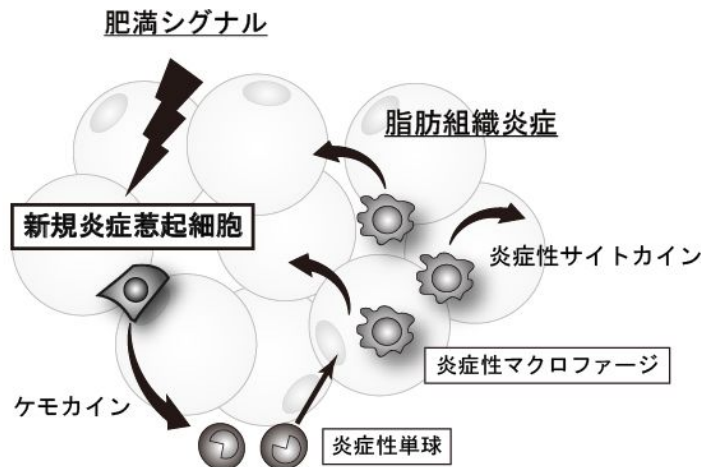 肥満シグナル
脂肪組織炎症
新規炎症惹起細胞
炎症性サイトカイン
炎症性マクロファージ
ケモカイン
炎症性単球